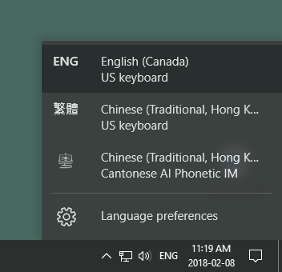 ENG English (Canada)
US keyboard
繁體 Chinese (Traditional, Hong K...
US keyboard
Chinese (Traditional, Hong K...
Cantonese AI Phonetic IM
Language preferences
ENG 11:19 AM
2018-02-08